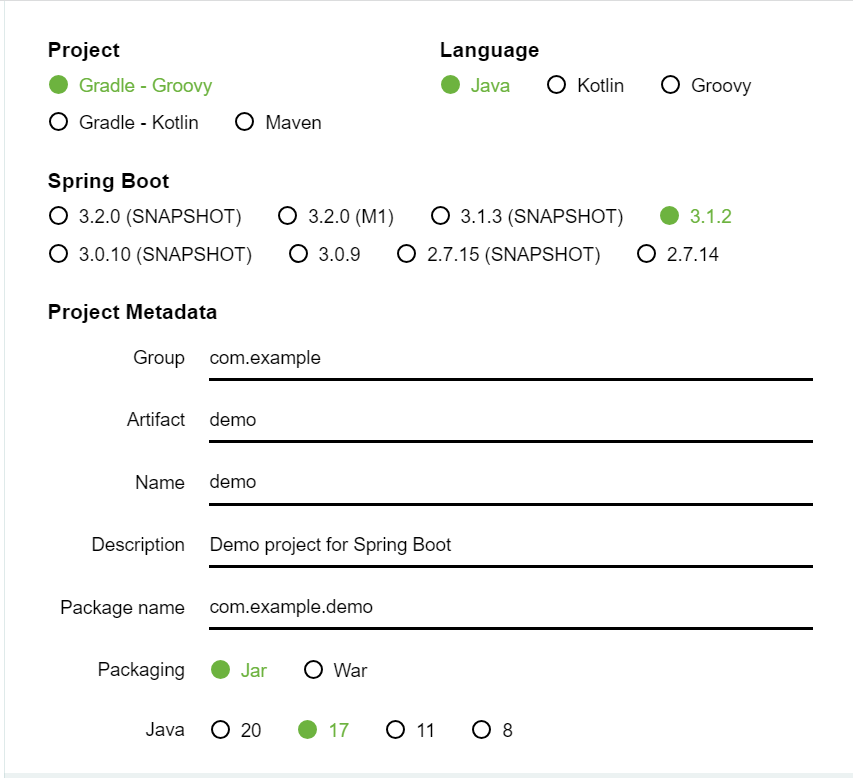 Project Language
Gradle - Groovy Java Kotlin Groovy
Gradle - Kotlin Maven
Spring Boot
3.2.0 (SNAPSHOT) 3.2.0 (M1) 3.1.3 (SNAPSHOT) 3.1.2
3.0.10 (SNAPSHOT) 3.0.9 2.7.15 (SNAPSHOT) 2.7.14
Project Metadata
Group com.example
Artifact demo
Name demo
Description Demo project for Spring Boot
Package name com.example.demo
Packaging Jar War
Java 20 17 11 8